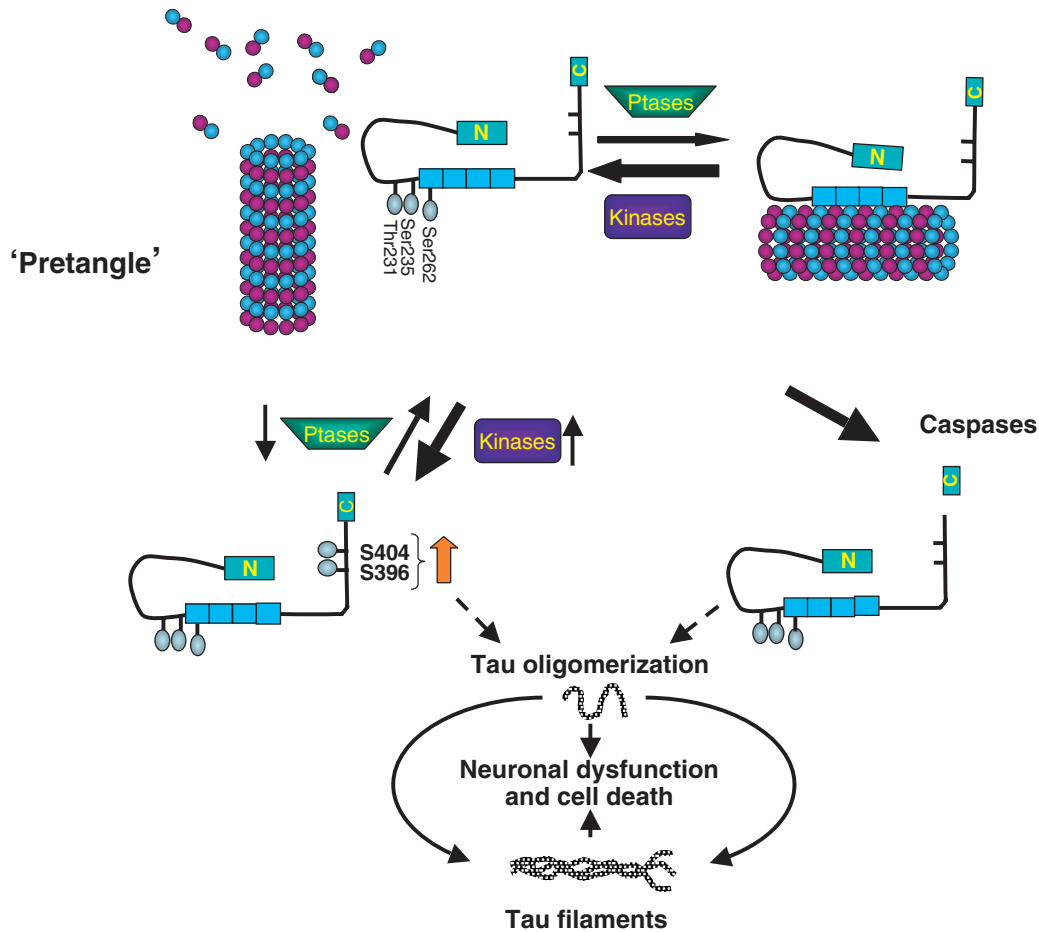 C
Ptases
N
Kinases
Thr231
Ser235
Ser262
C
N
‘Pretangle’
Ptases
Kinases
Caspases
C
S404
S396
N
C
N
Tau oligomerization
Neuronal dysfunction
and cell death
Tau filaments